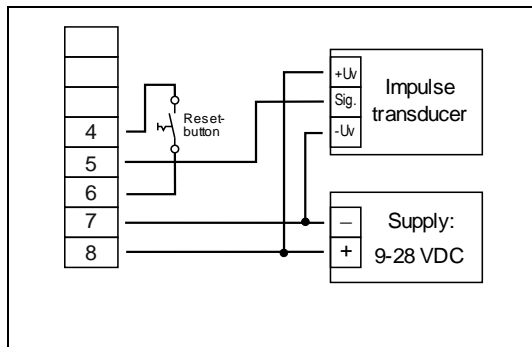 4
5
6
7
8
Reset-
button
+Uv
Sig.
-Uv
Impulse
transducer
–
+
Supply:
9-28 VDC